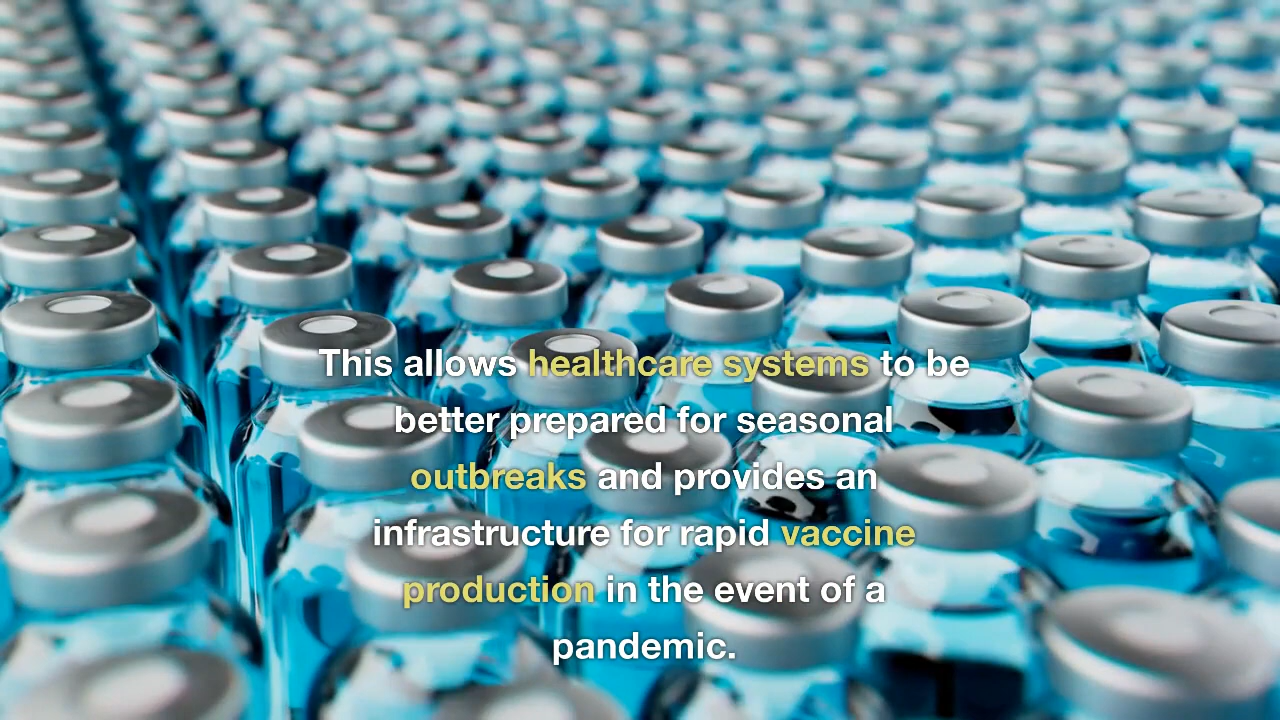 This allows healthcare systems to be
better prepared for seasonal
outbreaks and provides an
infrastructure for rapid vaccine
production in the event of a
pandemic.